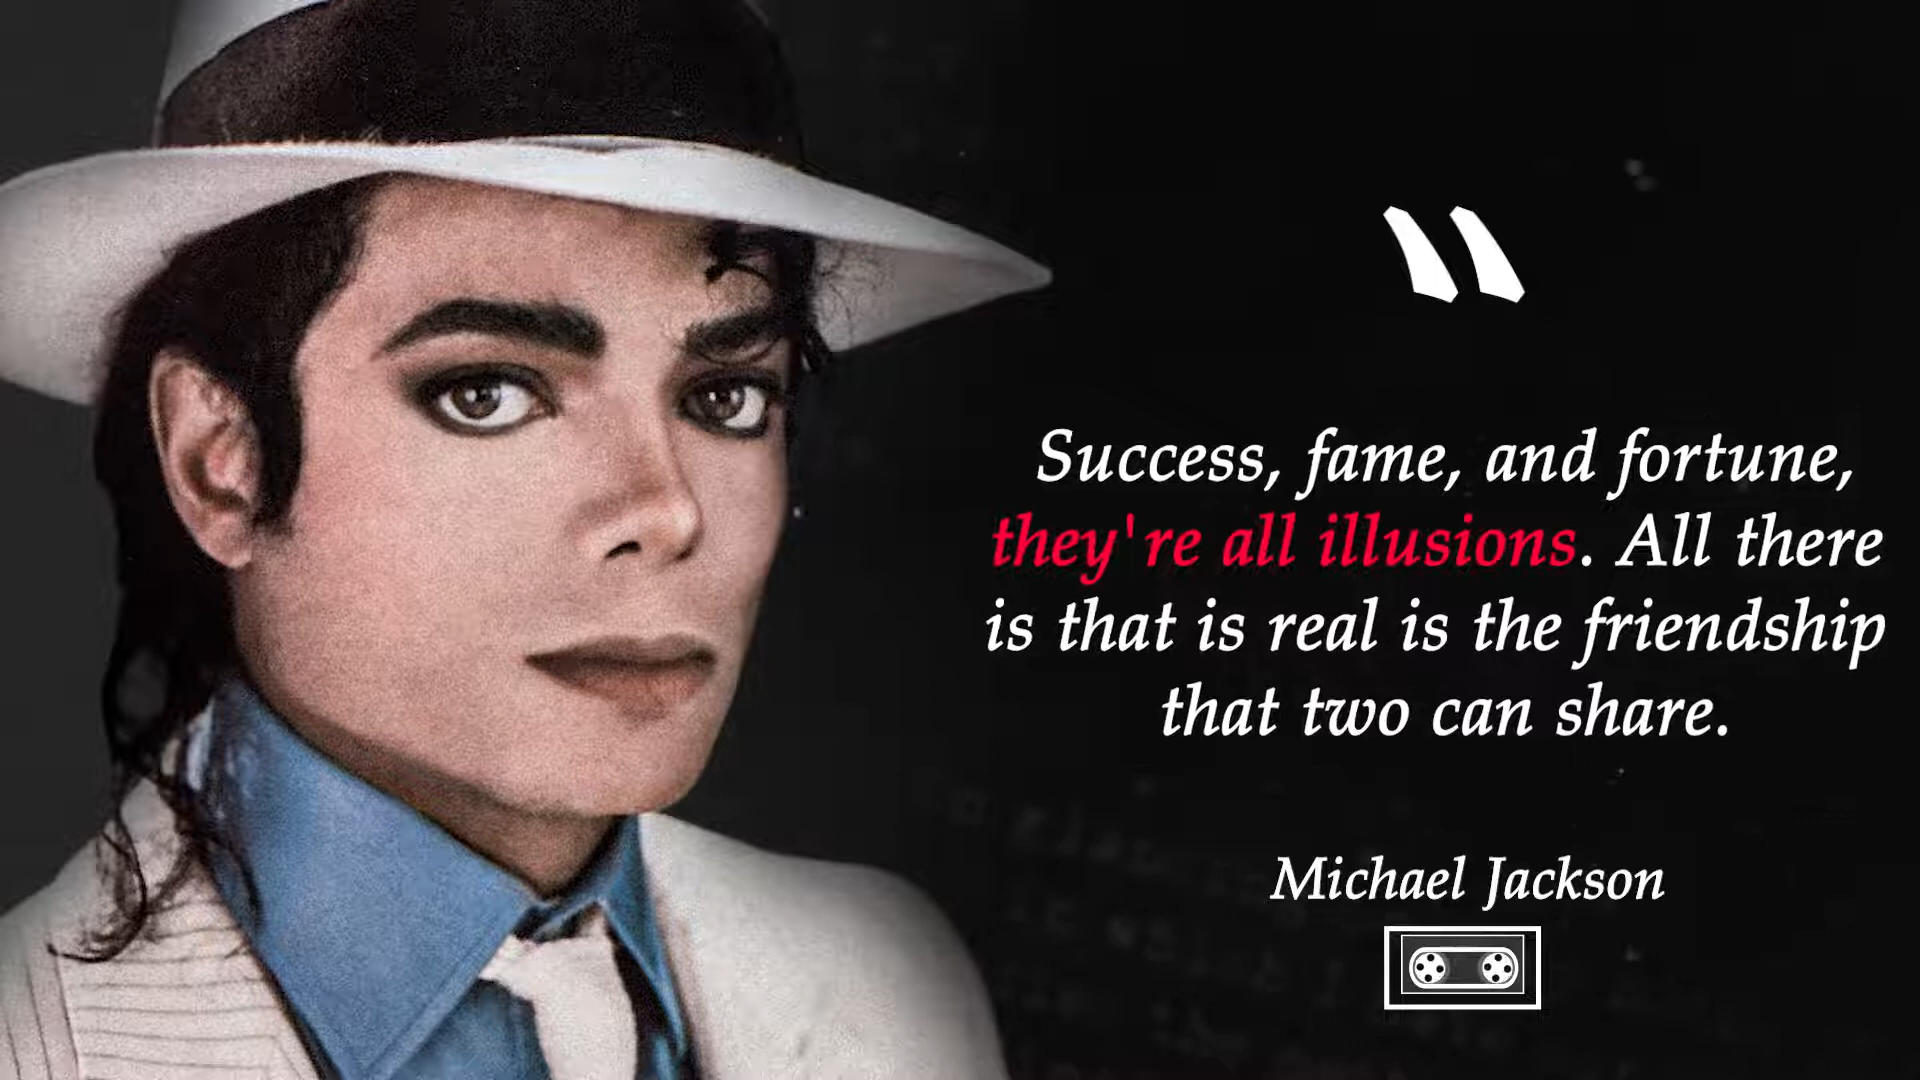 "
Success, fame, and fortune,
they're all illusions. All there
is that is real is the friendship
that two can share.
Michael Jackson